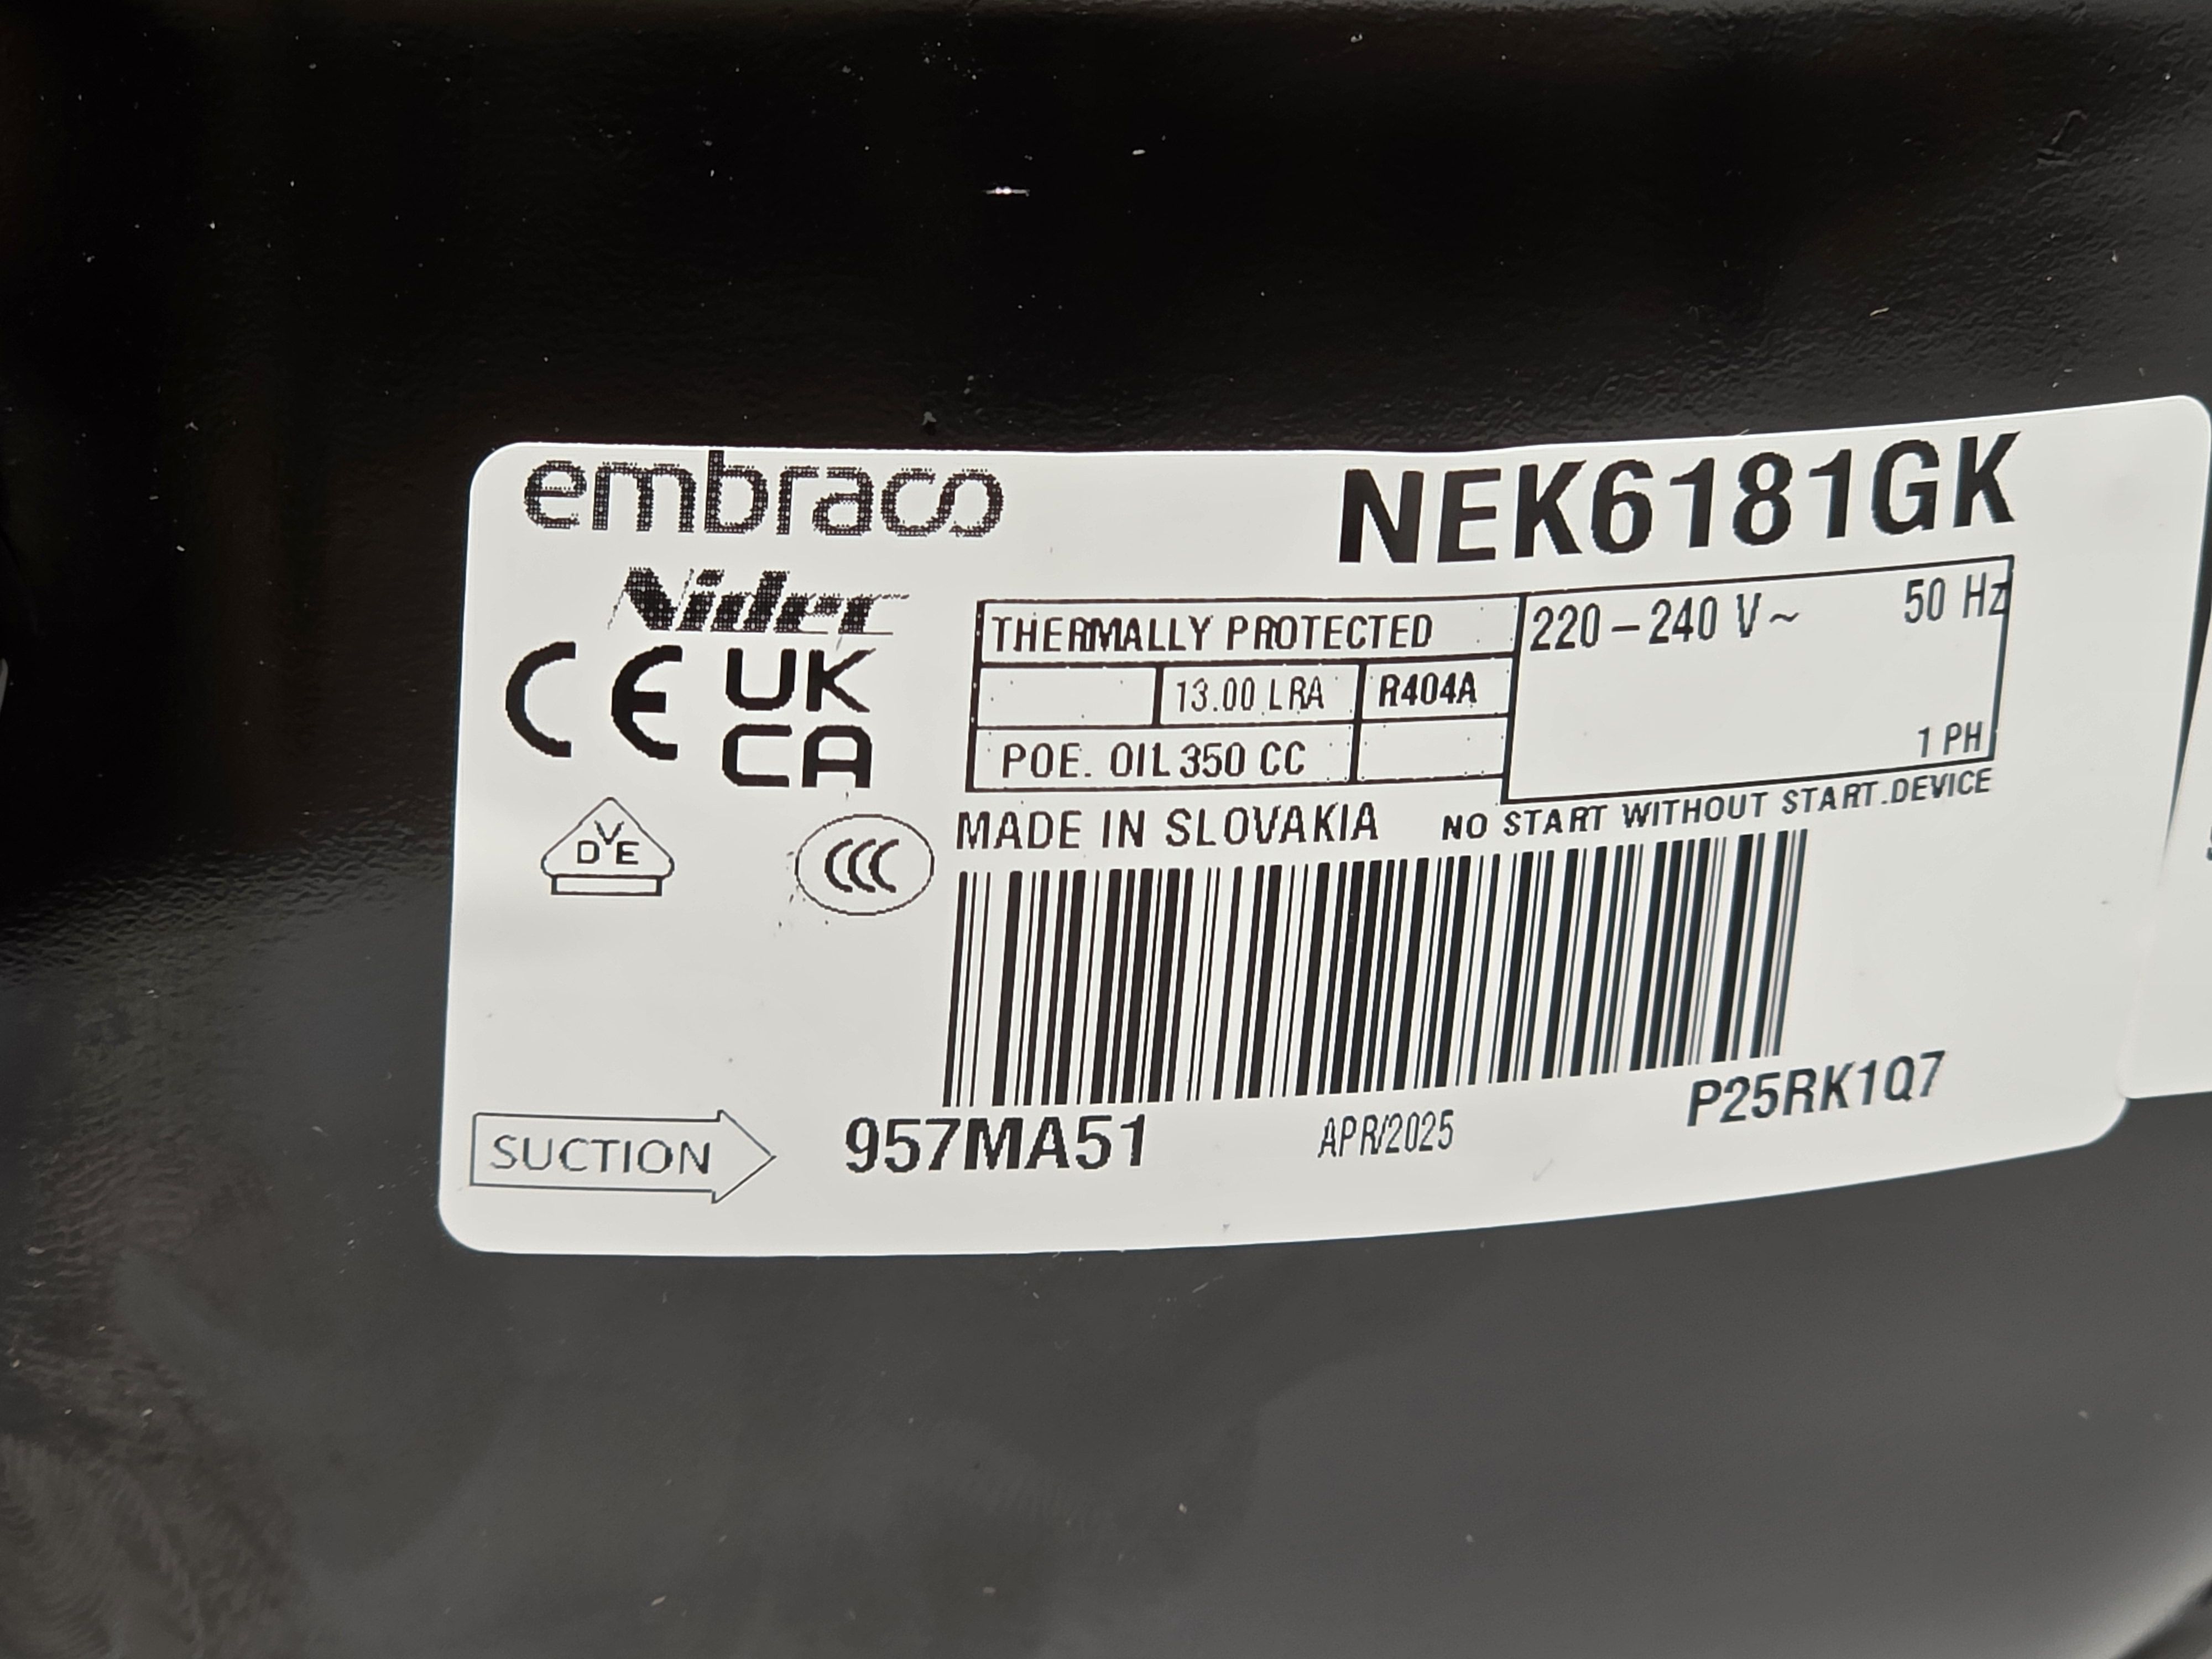 embraco
NEK6181GK
Nidec
CE UK
CA
THERMALLY PROTECTED
220 – 240 V ~ 50 Hz
13.00 LRA R404A
1 PH
POE. OIL 350 CC
MADE IN SLOVAKIA NO START WITHOUT START.DEVICE
DVE
CCC
P25RK1Q7
SUCTION 957MA51 APR/2025